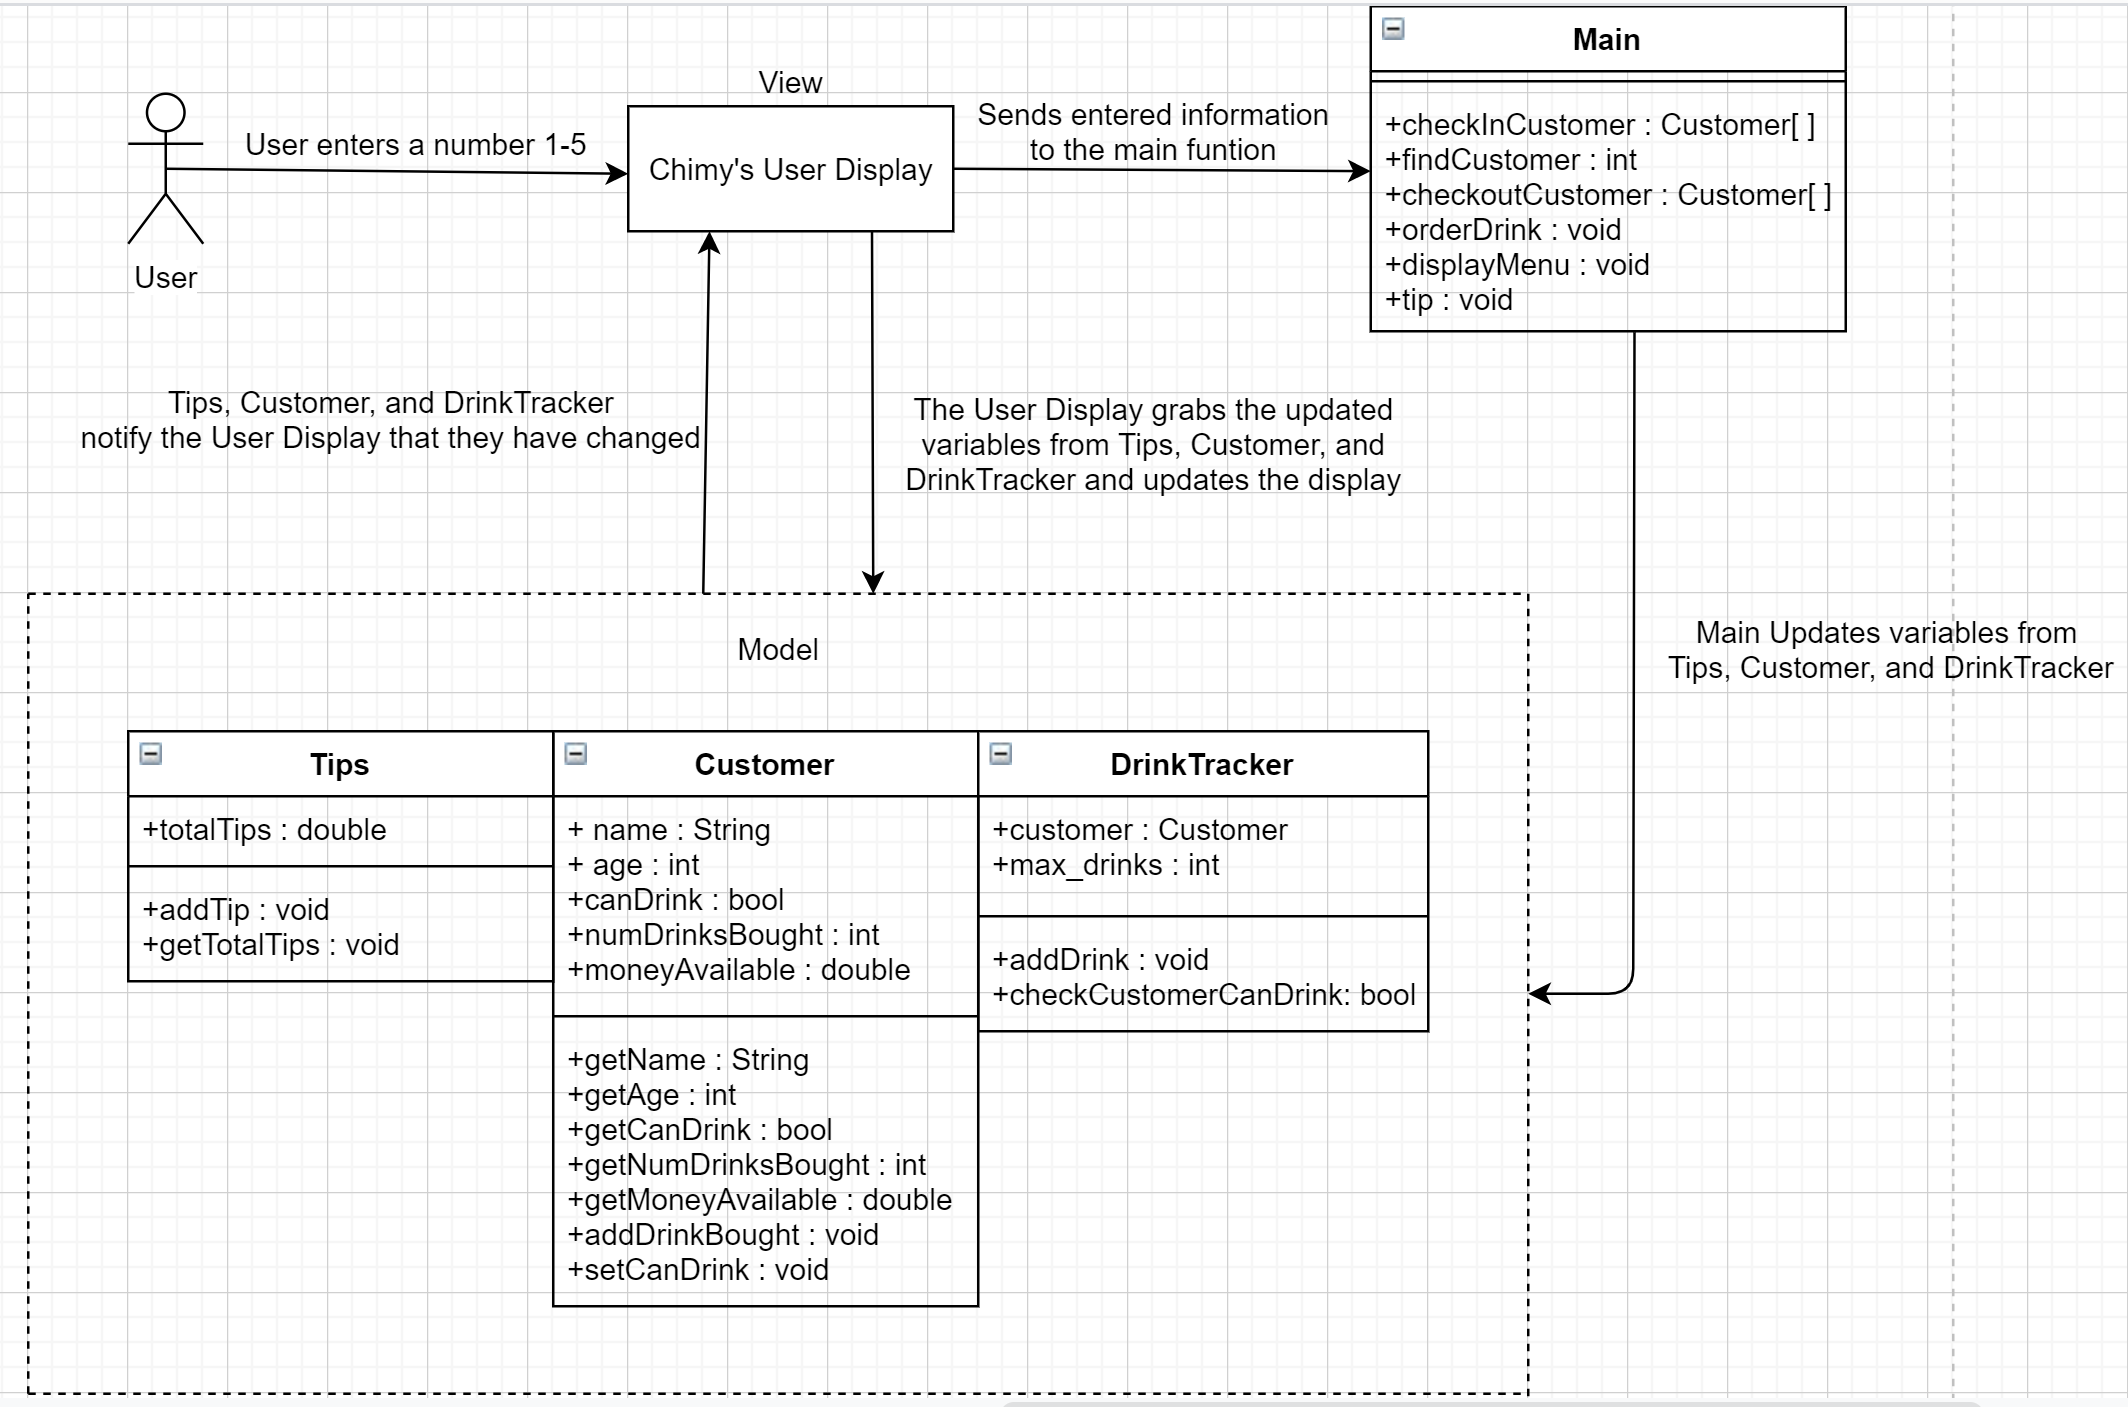 Main
+checkInCustomer : Customer[ ]
+findCustomer : int
+checkoutCustomer : Customer[ ]
+orderDrink : void
+displayMenu : void
+tip : void
View
Chimy's User Display
User enters a number 1-5
User
Sends entered information
to the main funtion
Tips, Customer, and DrinkTracker
notify the User Display that they have changed
The User Display grabs the updated
variables from Tips, Customer, and
DrinkTracker and updates the display
Main Updates variables from
Tips, Customer, and DrinkTracker
Model
Tips
+totalTips : double
+addTip : void
+getTotalTips : void
Customer
+ name : String
+ age : int
+canDrink : bool
+numDrinksBought : int
+moneyAvailable : double
+getName : String
+getAge : int
+getCanDrink : bool
+getNumDrinksBought : int
+getMoneyAvailable : double
+addDrinkBought : void
+setCanDrink : void
DrinkTracker
+customer : Customer
+max_drinks : int
+addDrink : void
+checkCustomerCanDrink: bool